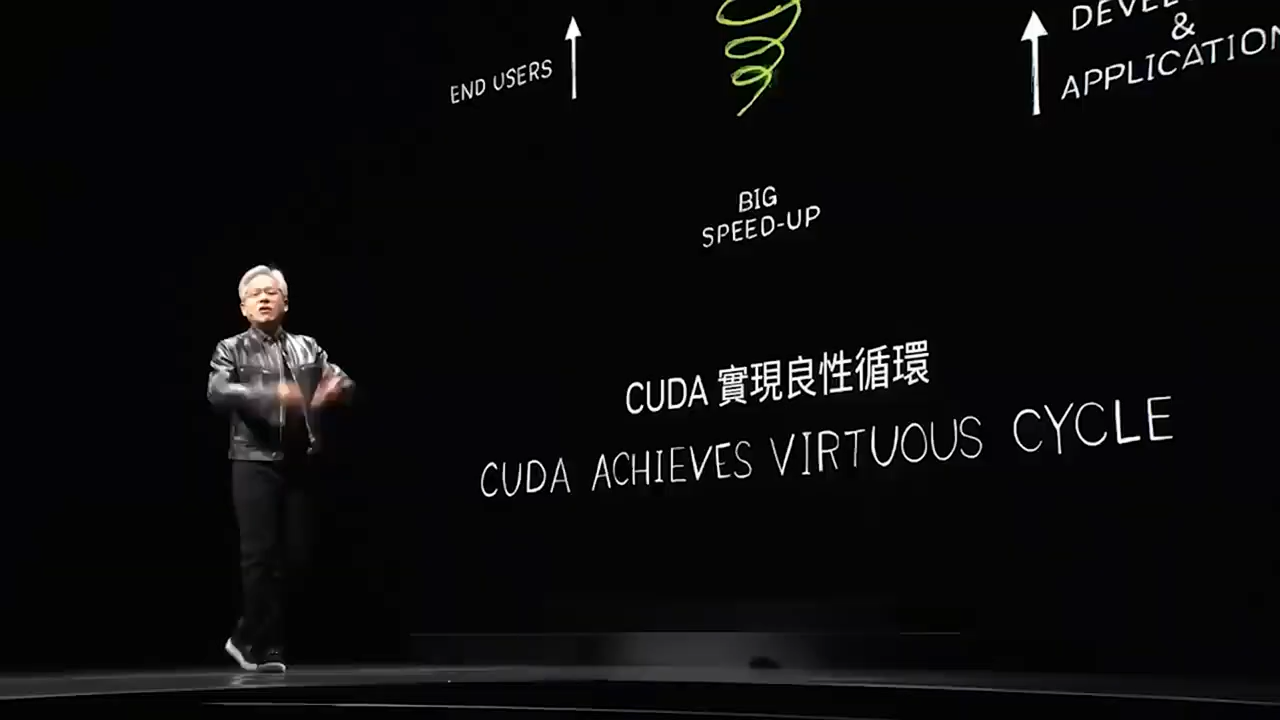 END USERS
&
APPLICATION
BIG
SPEED-UP
CUDA 實現良性循環
CUDA ACHIEVES VIRTUOUS CYCLE